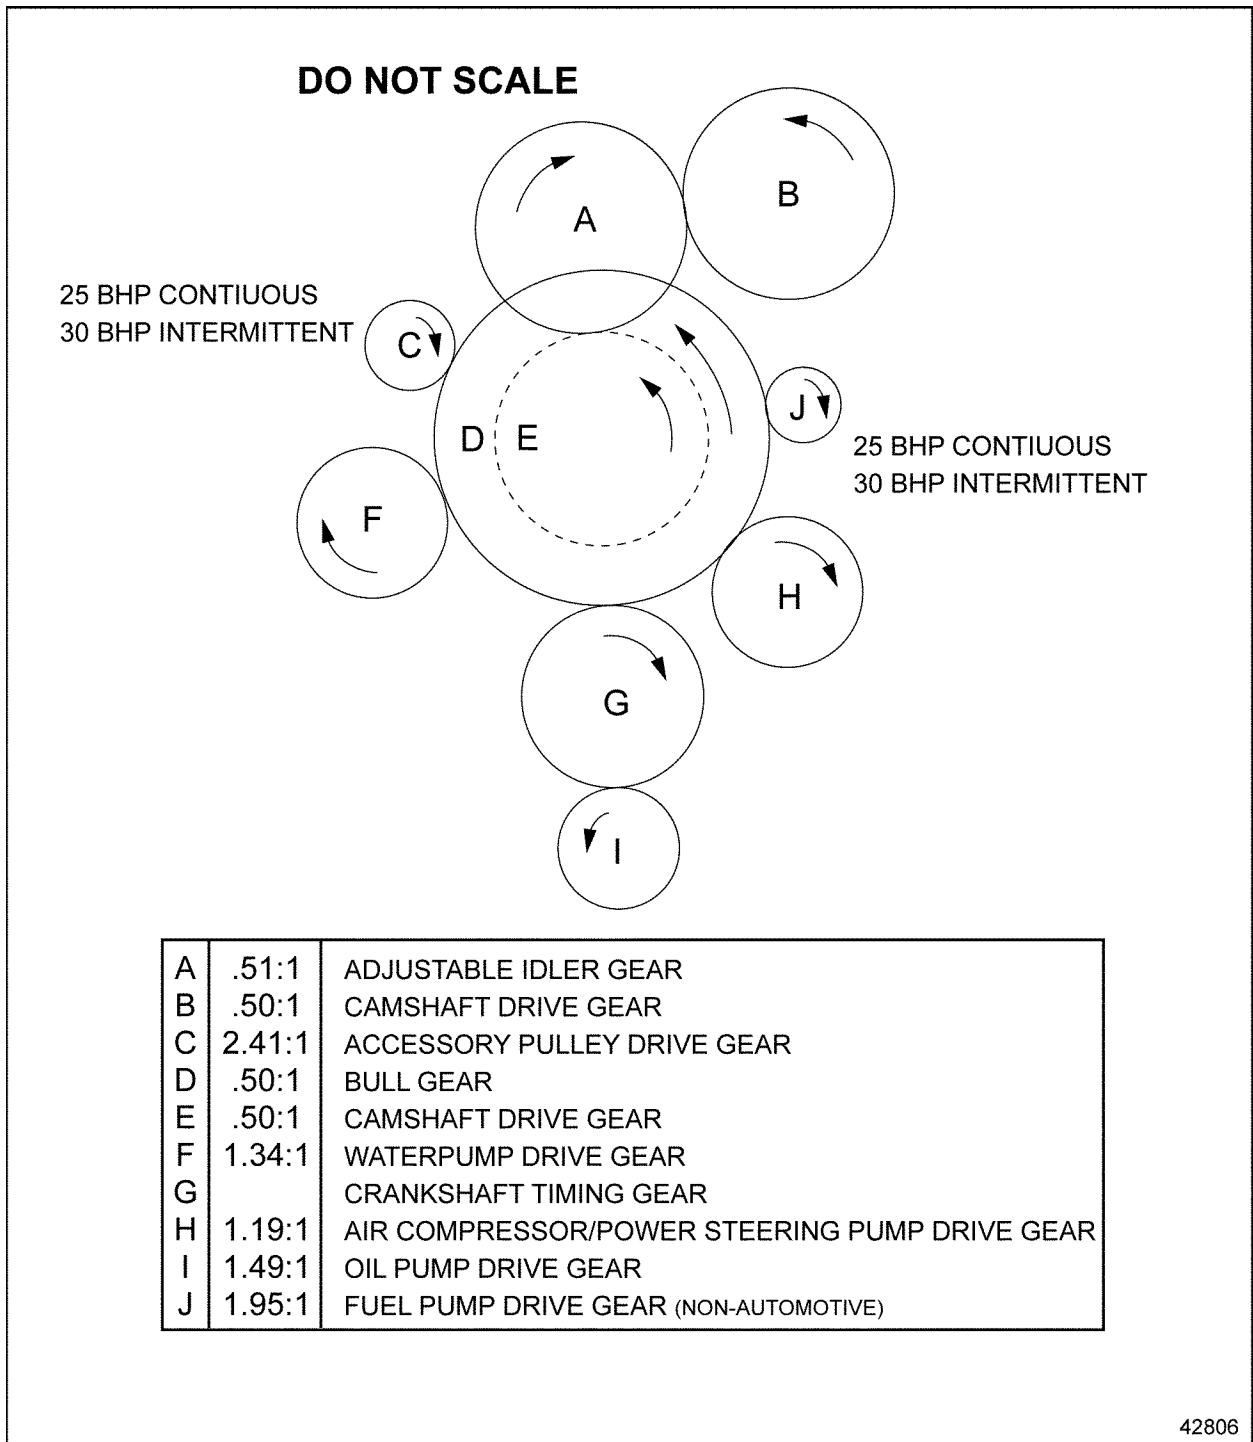 DO NOT SCALE
B
A
25 BHP CONTIUOUS
30 BHP INTERMITTENT
C
J
D E
25 BHP CONTIUOUS
30 BHP INTERMITTENT
F
H
G
I
A .51:1 ADJUSTABLE IDLER GEAR
B .50:1 CAMSHAFT DRIVE GEAR
C 2.41:1 ACCESSORY PULLEY DRIVE GEAR
D .50:1 BULL GEAR
E .50:1 CAMSHAFT DRIVE GEAR
F 1.34:1 WATERPUMP DRIVE GEAR
G CRANKSHAFT TIMING GEAR
H 1.19:1 AIR COMPRESSOR/POWER STEERING PUMP DRIVE GEAR
I 1.49:1 OIL PUMP DRIVE GEAR
J 1.95:1 FUEL PUMP DRIVE GEAR (NON-AUTOMOTIVE)
42806